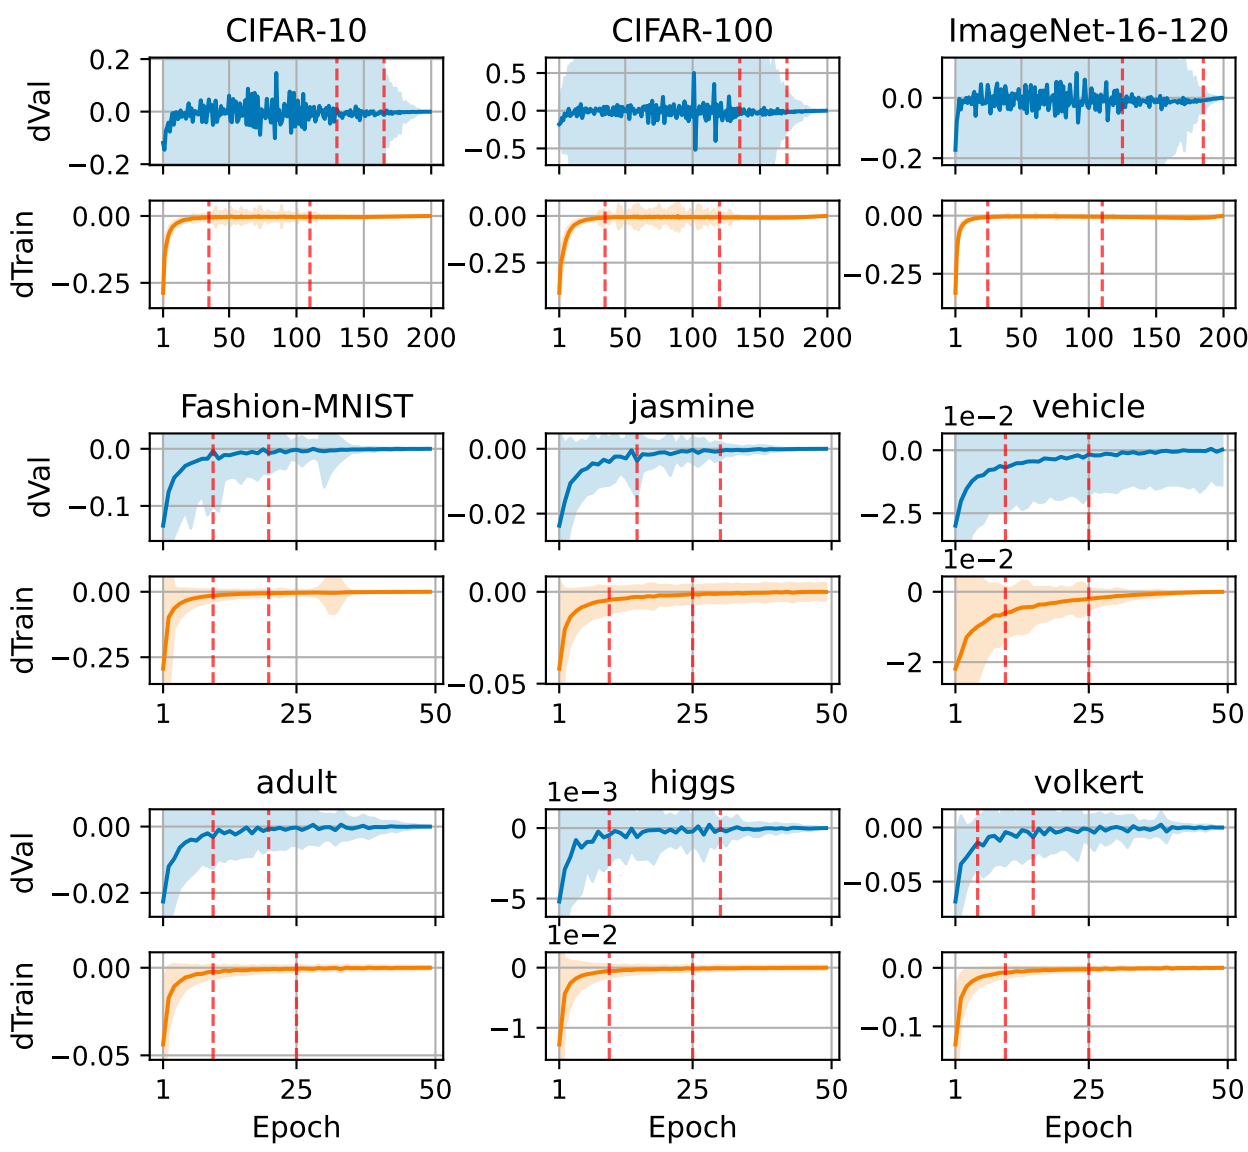 CIFAR-10 CIFAR-100 ImageNet-16-120
dVal 0.2 0.0 −0.2 0.5 0.0 −0.5 0.0 −0.2
dTrain 0.00 −0.25 0.00 −0.25 0.00 −0.25
1 50 100 150 200 1 50 100 150 200 1 50 100 150 200
Fashion-MNIST jasmine 1e−2 vehicle
dVal 0.0 −0.1 0.00 −0.02 0.0 −2.5
1e−2
dTrain 0.00 −0.25 0.00 −0.05 0 −2
1 25 50 1 25 50 1 25 50
adult 1e−3 higgs volkert
dVal 0.00 −0.02 0 −5 0.00 −0.05
1e−2
dTrain 0.00 −0.05 0 −1 0.0 −0.1
1 25 50 1 25 50 1 25 50
Epoch Epoch Epoch